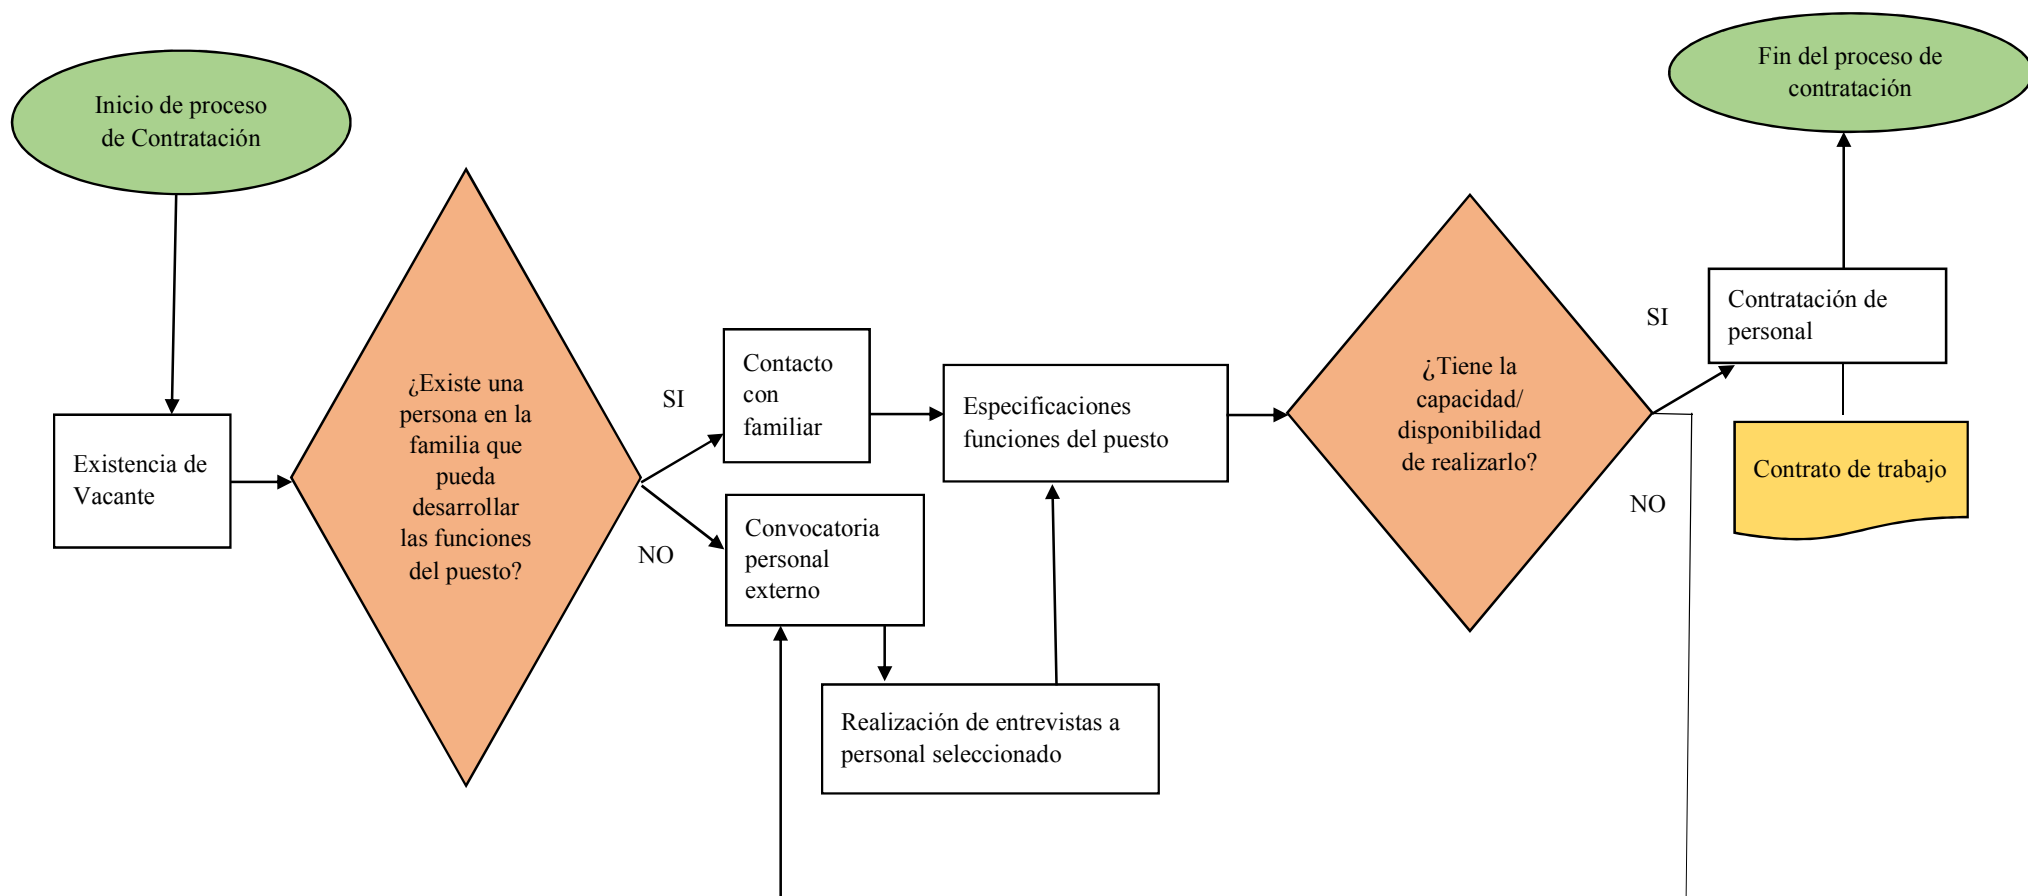 Inicio de proceso
de Contratación
Existencia de
Vacante
¿Existe una
persona en la
familia que
pueda
desarrollar
las funciones
del puesto?
SI
NO
Contacto
con
familiar
Convocatoria
personal
externo
Realización de entrevistas a
personal seleccionado
Especificaciones
funciones del puesto
¿Tiene la
capacidad/
disponibilidad
de realizarlo?
SI
NO
Contratación de
personal
Contrato de trabajo
Fin del proceso de
contratación